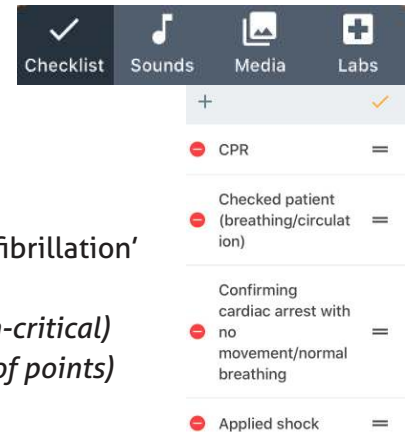 Checklist Sounds Media Labs
+
CPR
Checked patient
(breathing/circulat
ion)
fibrillation’
Confirming
cardiac arrest with
-critical)
no
movement/normal
of points)
breathing
Applied shock